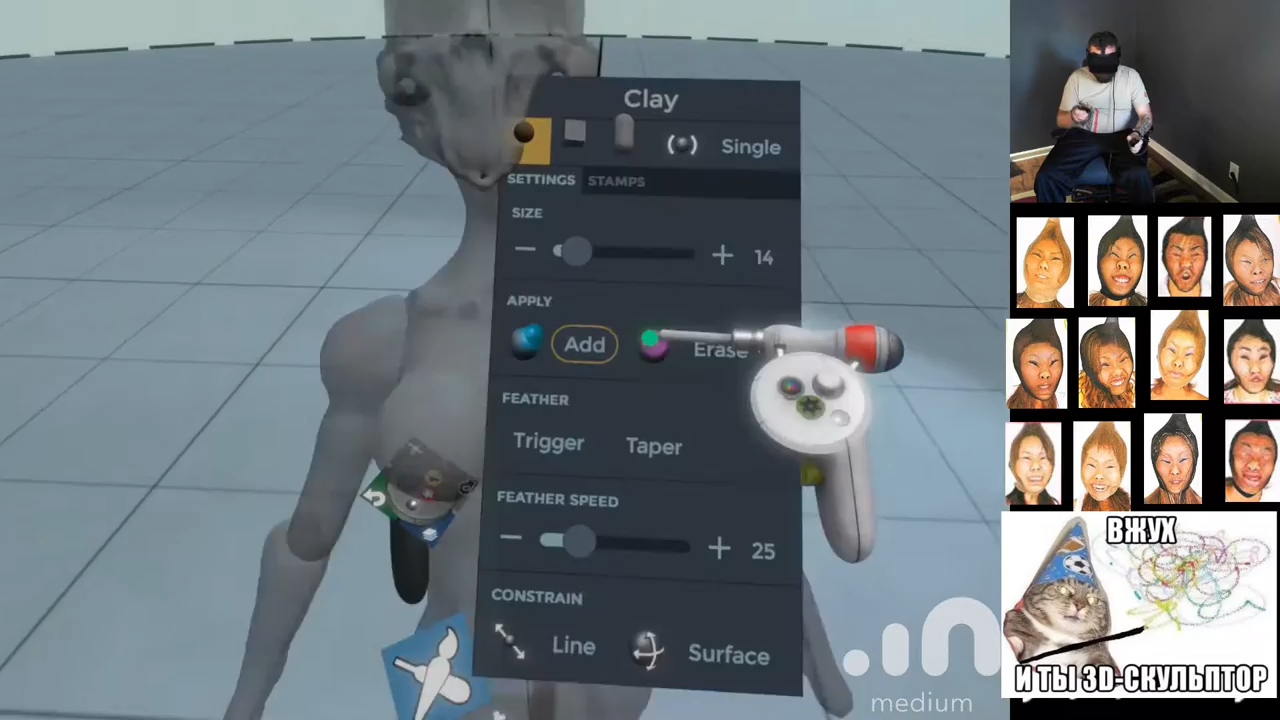 Clay
Single
SETTINGS STAMPS
SIZE
14
APPLY
Add Erase
FEATHER
Trigger Taper
FEATHER SPEED
25
CONSTRAIN
Line Surface
medium
ВЖУХ
И ТЫ 3D-СКУЛЬПТОР